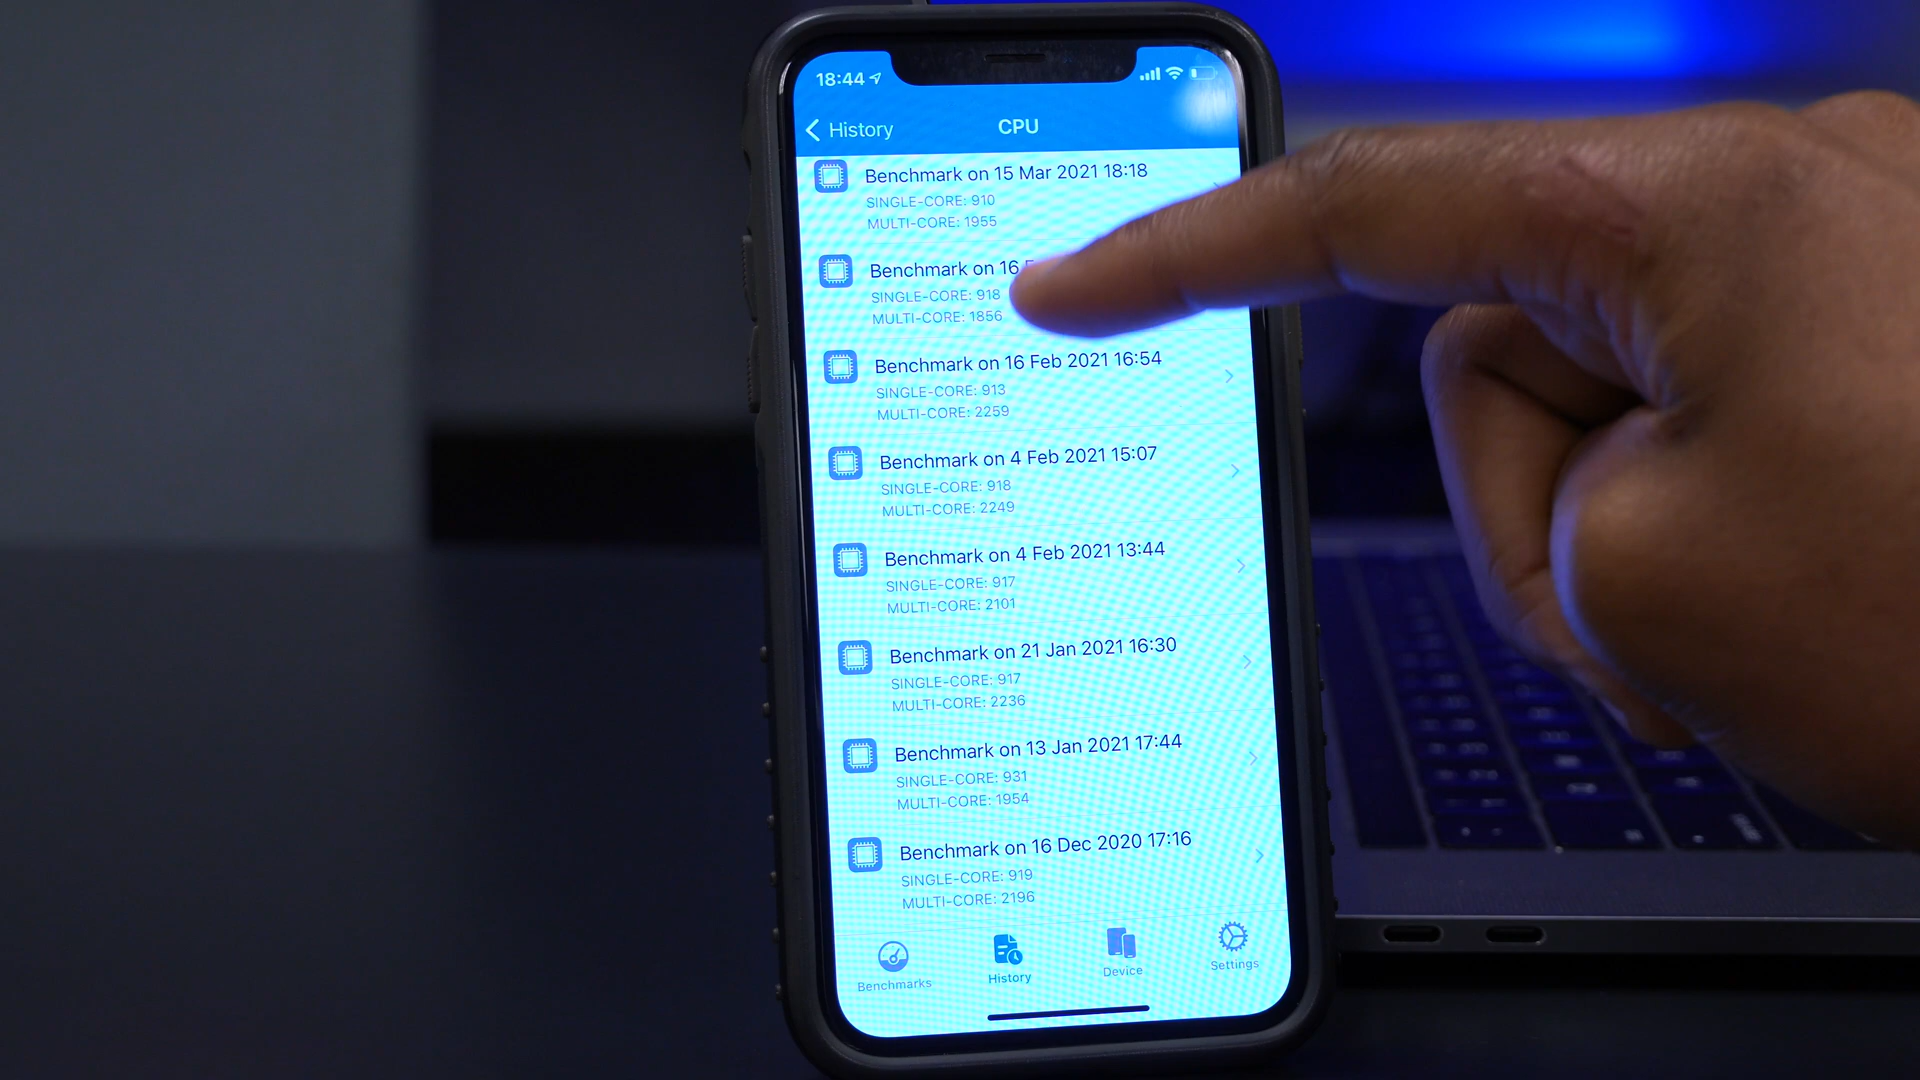 18:44
History
CPU
Benchmark on 15 Mar 2021 18:18
SINGLE-CORE: 910
MULTI-CORE: 1955
Benchmark on 16
SINGLE-CORE: 918
MULTI-CORE: 1856
Benchmark on 16 Feb 2021 16:54
SINGLE-CORE: 913
MULTI-CORE: 2259
Benchmark on 4 Feb 2021 15:07
SINGLE-CORE: 918
MULTI-CORE: 2249
Benchmark on 4 Feb 2021 13:44
SINGLE-CORE: 917
MULTI-CORE: 2101
Benchmark on 21 Jan 2021 16:30
SINGLE-CORE: 917
MULTI-CORE: 2236
Benchmark on 13 Jan 2021 17:44
SINGLE-CORE: 931
MULTI-CORE: 1954
Benchmark on 16 Dec 2020 17:16
SINGLE-CORE: 919
MULTI-CORE: 2196
Benchmarks
History
Device
Settings